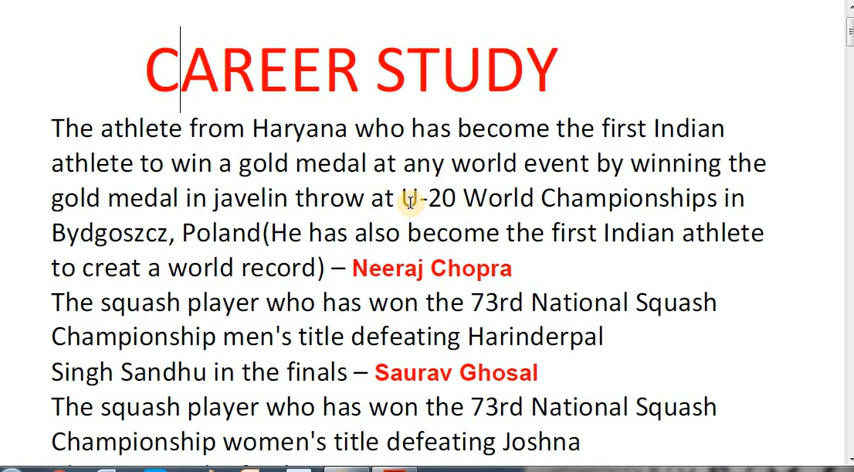 CAREER STUDY
The athlete from Haryana who has become the first Indian
athlete to win a gold medal at any world event by winning the
gold medal in javelin throw at U-20 World Championships in
Bydgoszcz, Poland(He has also become the first Indian athlete
to creat a world record) – Neeraj Chopra
The squash player who has won the 73rd National Squash
Championship men's title defeating Harinderpal
Singh Sandhu in the finals – Saurav Ghosal
The squash player who has won the 73rd National Squash
Championship women's title defeating Joshna